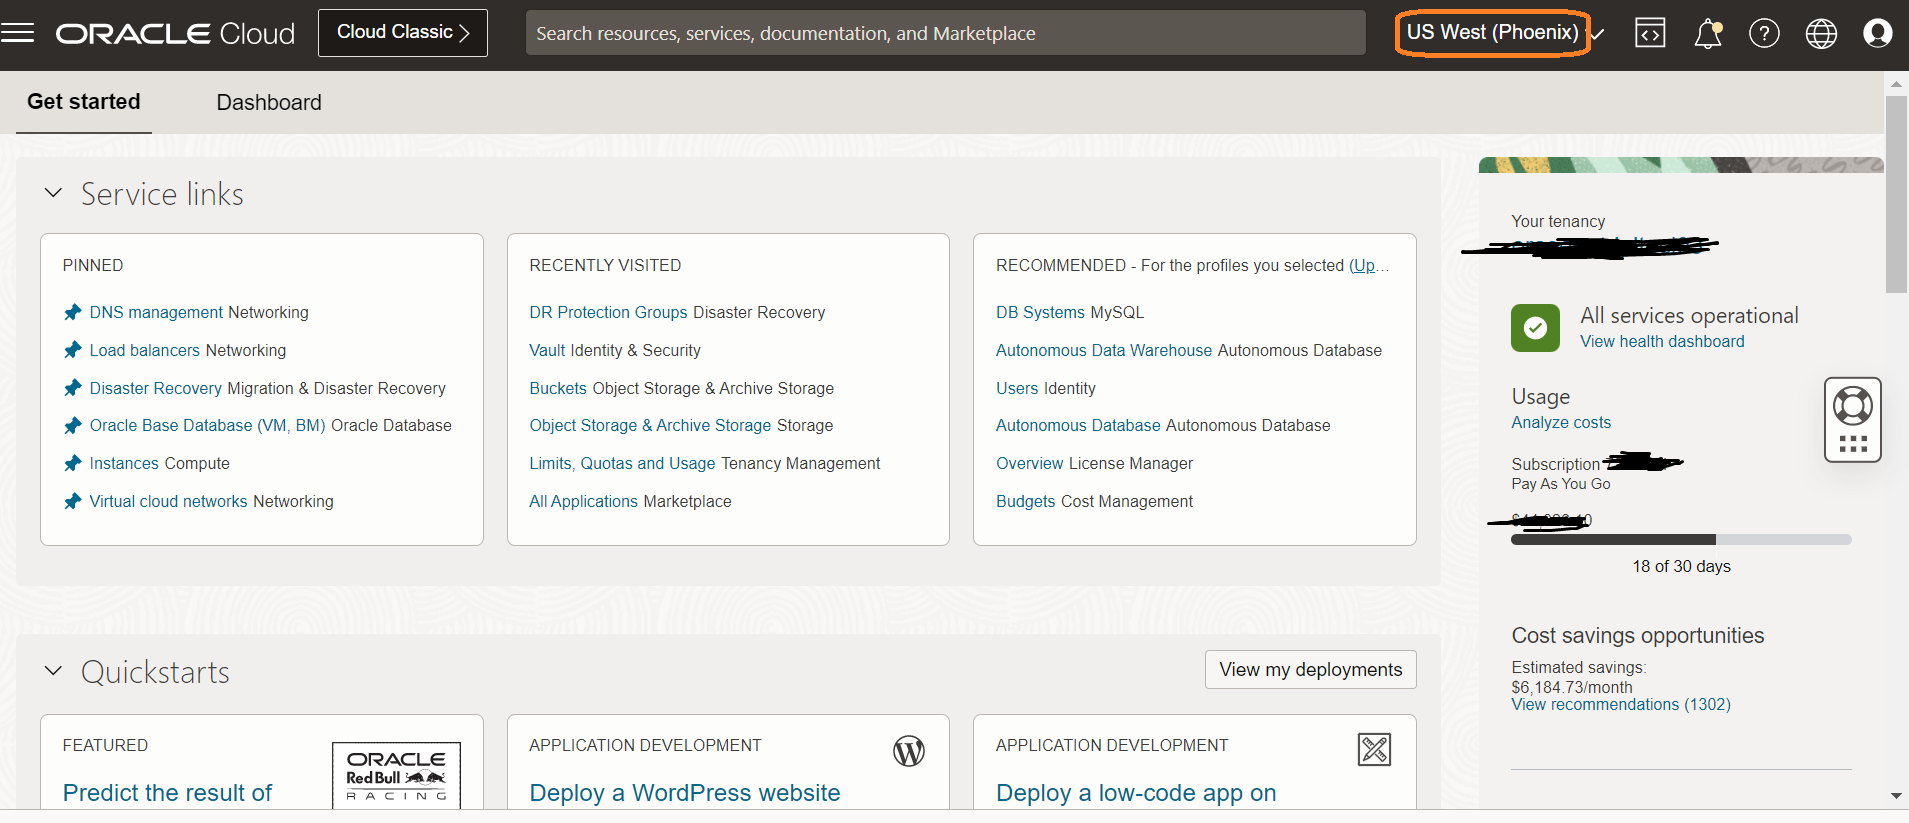 ORACLE Cloud
Cloud Classic
Search resources, services, documentation, and Marketplace
US West (Phoenix)
Get started
Dashboard
Service links
PINNED
DNS management Networking
Load balancers Networking
Disaster Recovery Migration & Disaster Recovery
Oracle Base Database (VM, BM) Oracle Database
Instances Compute
Virtual cloud networks Networking
RECENTLY VISITED
DR Protection Groups Disaster Recovery
Vault Identity & Security
Buckets Object Storage & Archive Storage
Object Storage & Archive Storage Storage
Limits, Quotas and Usage Tenancy Management
All Applications Marketplace
RECOMMENDED - For the profiles you selected (Up...
DB Systems MySQL
Autonomous Data Warehouse Autonomous Database
Users Identity
Autonomous Database Autonomous Database
Overview License Manager
Budgets Cost Management
Your tenancy
All services operational
View health dashboard
Usage
Analyze costs
Subscription
Pay As You Go
18 of 30 days
Cost savings opportunities
Estimated savings:
$6,184.73/month
View recommendations (1302)
Quickstarts
View my deployments
FEATURED
Predict the result of
ORACLE
Red Bull
RACING
APPLICATION DEVELOPMENT
Deploy a WordPress website
APPLICATION DEVELOPMENT
Deploy a low-code app on